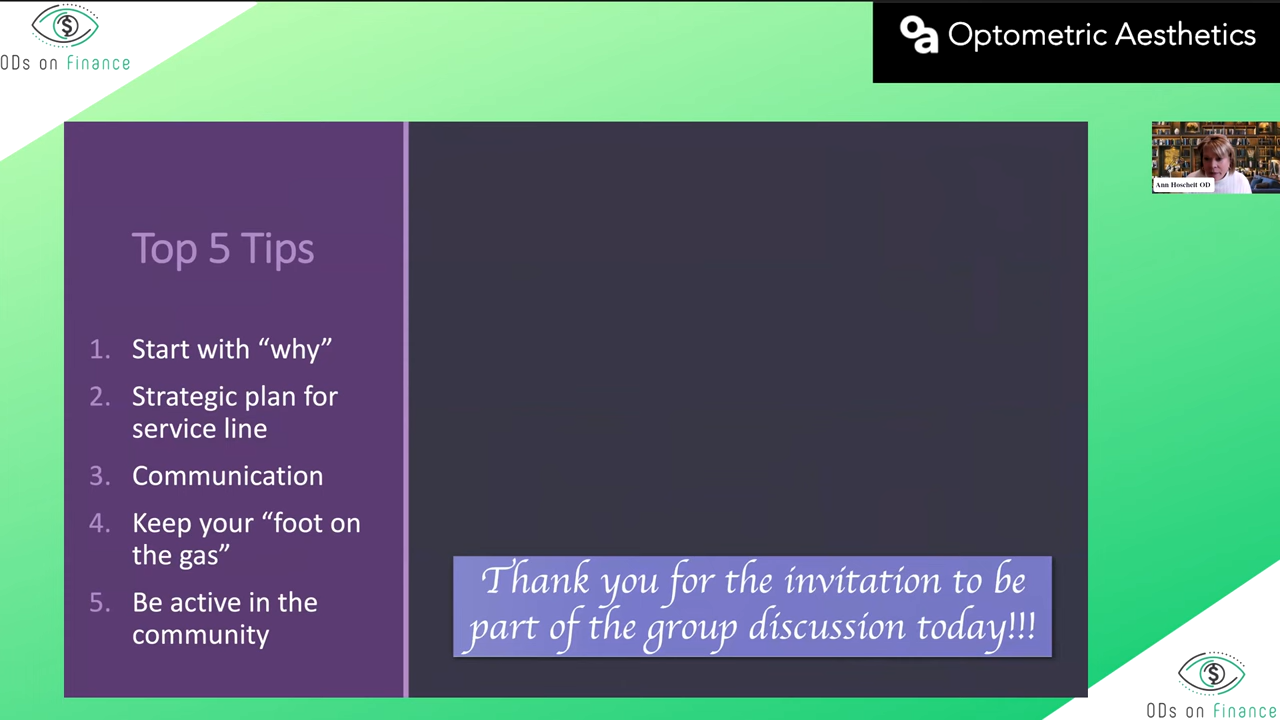 ODs on Finance
oa Optometric Aesthetics
Ann Hoscheit OD
Top 5 Tips
1. Start with “why”
2. Strategic plan for
service line
3. Communication
4. Keep your “foot on
the gas”
5. Be active in the
community
Thank you for the invitation to be
part of the group discussion today!!!
ODs on Finance